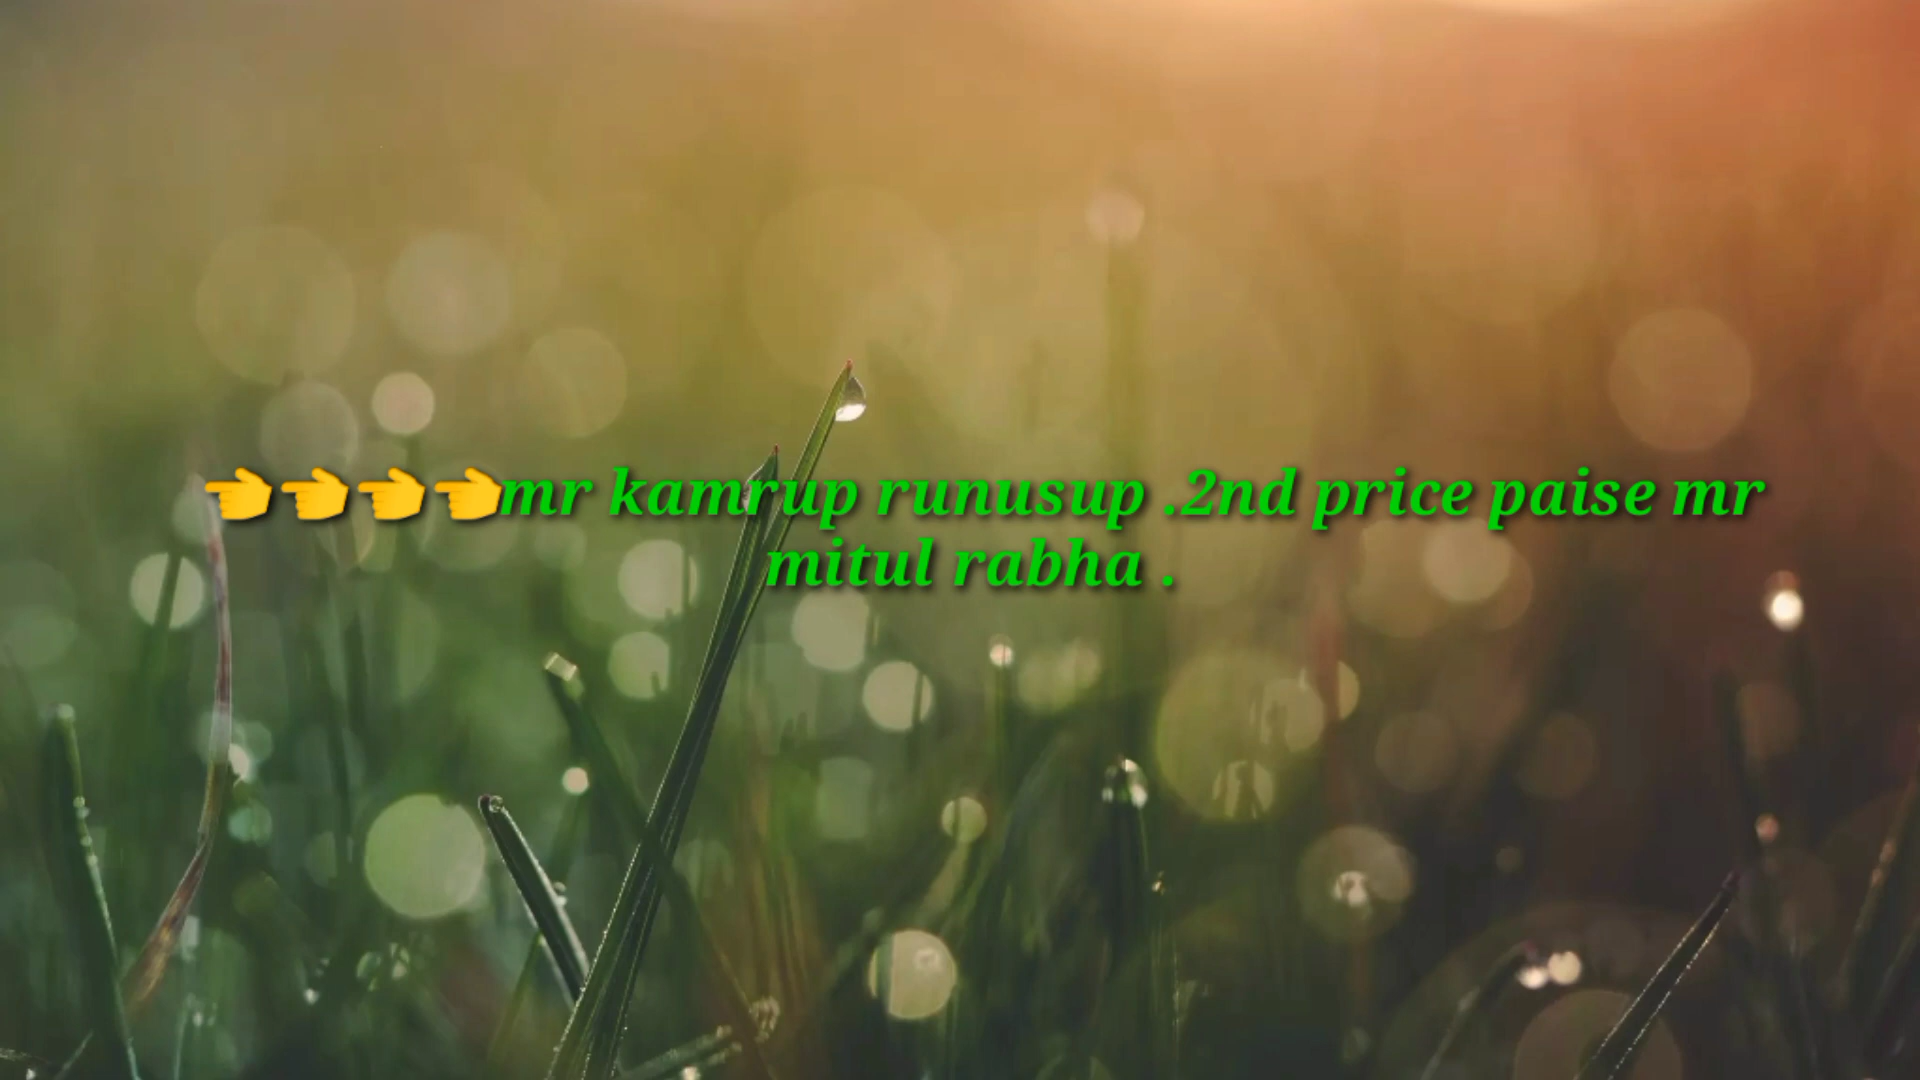 👈👈👈👈mr kamrup runusup .2nd price paise mr
mitul rabha .